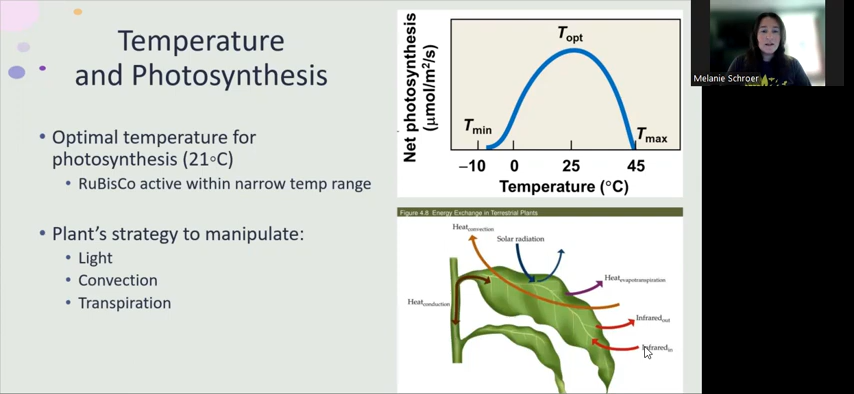 Temperature
and Photosynthesis
• Optimal temperature for
photosynthesis (21◦C)
• RuBisCo active within narrow temp range
• Plant's strategy to manipulate:
• Light
• Convection
• Transpiration
Net photosynthesis
(μmol/m²/s)
Topt
Tmin
Tmax
–10 0 25 45
Temperature (°C)
Figure 4.8 Energy Exchange in Terrestrial Plants
Heatconvection
Solar radiation
Heatevapotranspiration
Heatconduction
Infraredout
Infraredin
Melanie Schroer